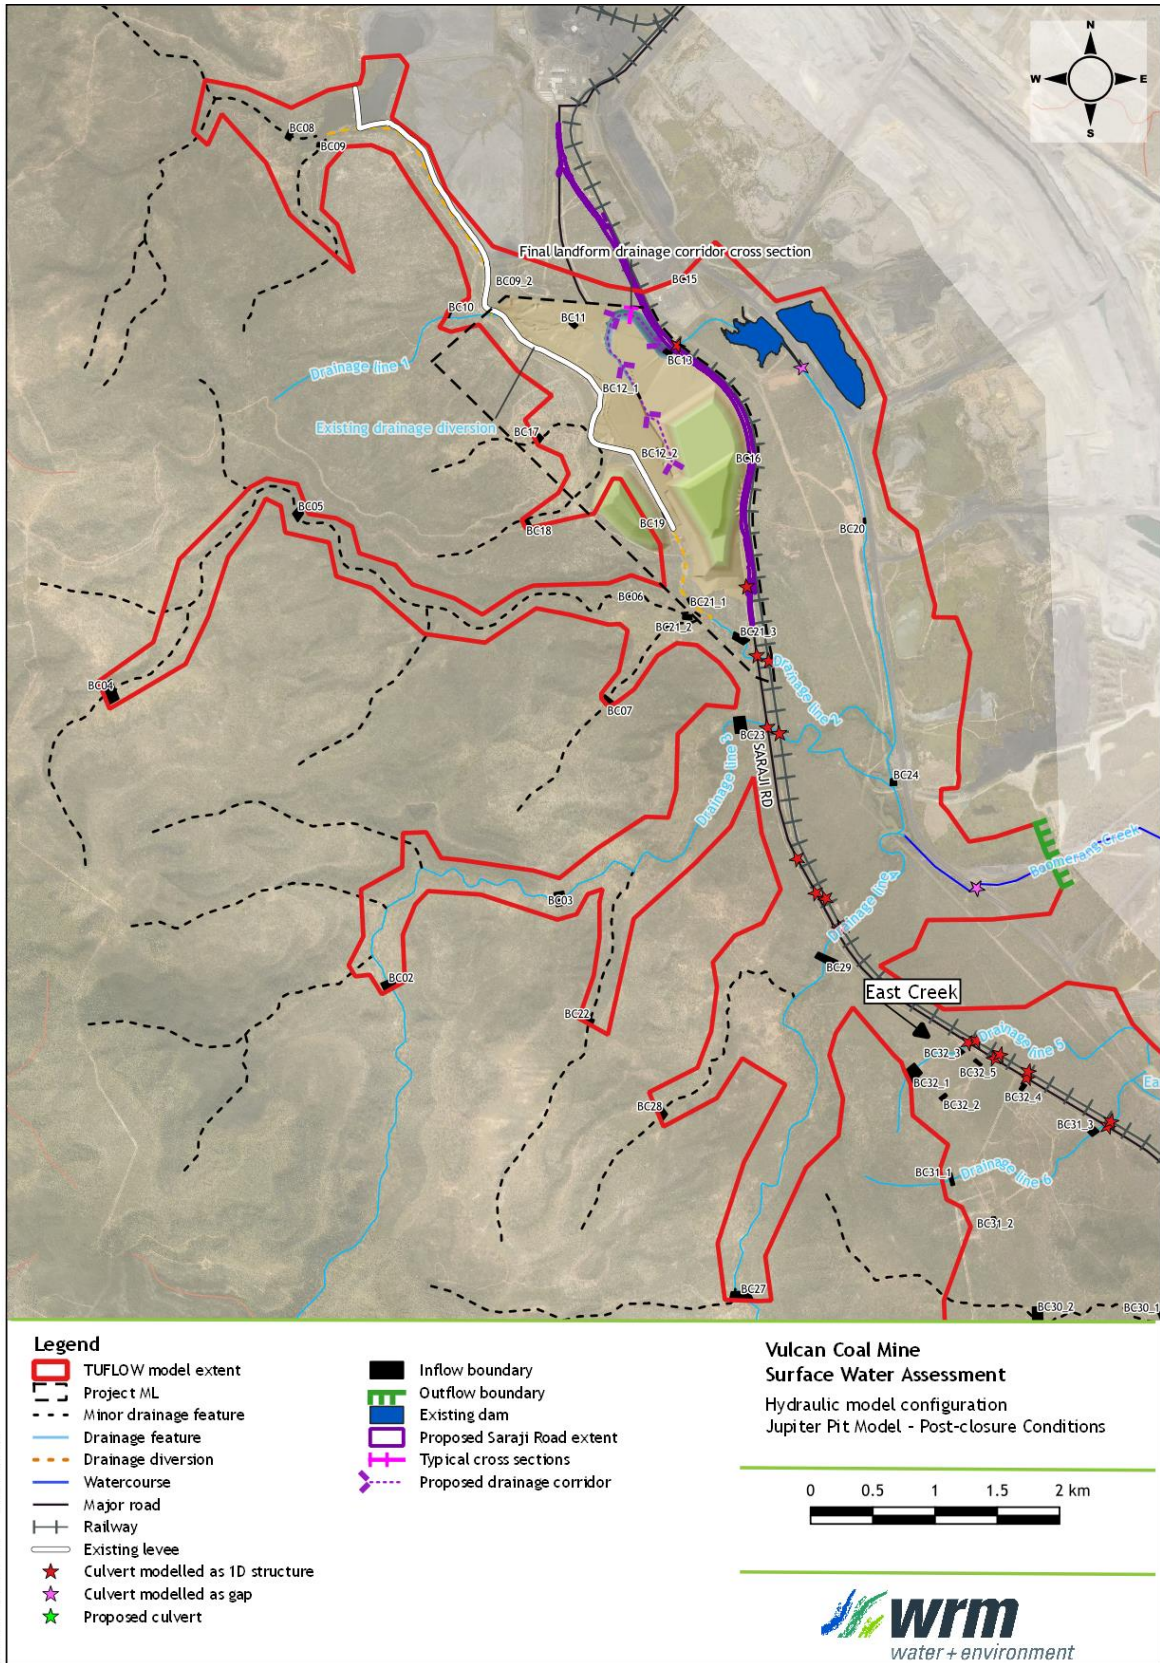 N
W
E
S
BC08
BC09
Final landform drainage corridor cross section
BC15
BC09_2
BC10
BC11
BC13
Drainage line 1
BC12_1
Existing drainage diversion
BC17
BC12_2
BC16
BC05
BC18
BC19
BC20
BC06
BC21_1
BC21_2
BC21_3
BC04
BC07
Drainage line 2
BC23
Drainage line 3
SARAJI RD
BC24
Boomerang Creek
BC03
Drainage line 4
BC29
BC02
East Creek
BC22
Drainage line 5
BC32_3
BC32_5
BC32_1
BC32_4
BC32_2
BC28
BC31_3
BC31_1
Drainage line 6
BC31_2
BC27
BC30_2
BC30_1
Legend
TUFLOW model extent
Project ML
Minor drainage feature
Drainage feature
Drainage diversion
Watercourse
Major road
Railway
Existing levee
Culvert modelled as 1D structure
Culvert modelled as gap
Proposed culvert
Inflow boundary
Outflow boundary
Existing dam
Proposed Saraji Road extent
Typical cross sections
Proposed drainage corridor
Vulcan Coal Mine
Surface Water Assessment
Hydraulic model configuration
Jupiter Pit Model - Post-closure Conditions
0 0.5 1 1.5 2 km
wrm
water + environment